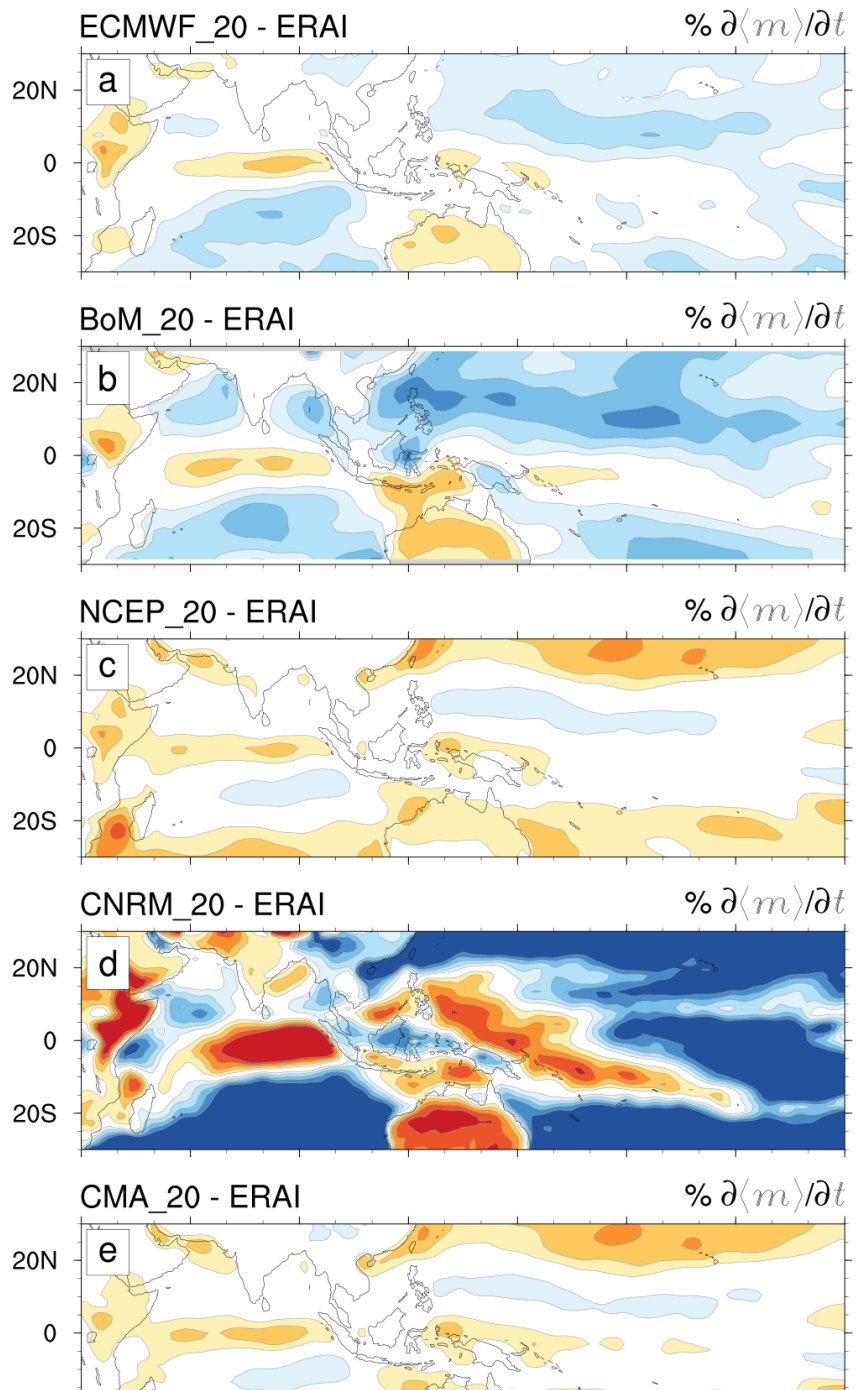 ECMWF_20 - ERAI % ∂⟨m⟩/∂t
a
20N
0
20S
BoM_20 - ERAI % ∂⟨m⟩/∂t
b
20N
0
20S
NCEP_20 - ERAI % ∂⟨m⟩/∂t
c
20N
0
20S
CNRM_20 - ERAI % ∂⟨m⟩/∂t
d
20N
0
20S
CMA_20 - ERAI % ∂⟨m⟩/∂t
e
20N
0